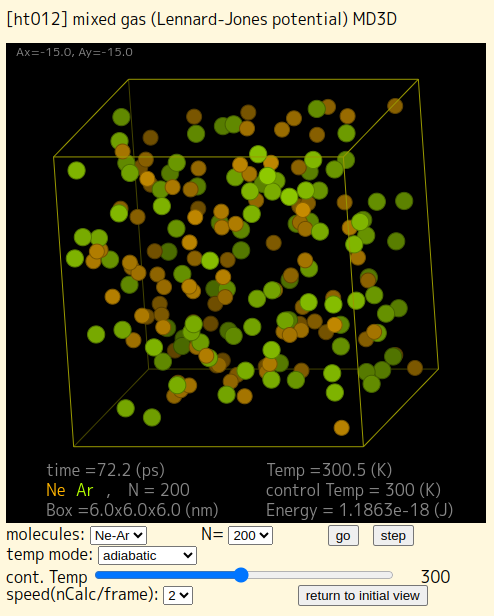 [ht012] mixed gas (Lennard-Jones potential) MD3D
Ax=-15.0, Ay=-15.0
time =72.2 (ps) Temp =300.5 (K)
Ne Ar , N = 200 control Temp = 300 (K)
Box =6.0x6.0x6.0 (nm) Energy = 1.1863e-18 (J)
molecules: Ne-Ar N= 200 go step
temp mode: adiabatic
cont. Temp 300
speed(nCalc/frame): 2 return to initial view